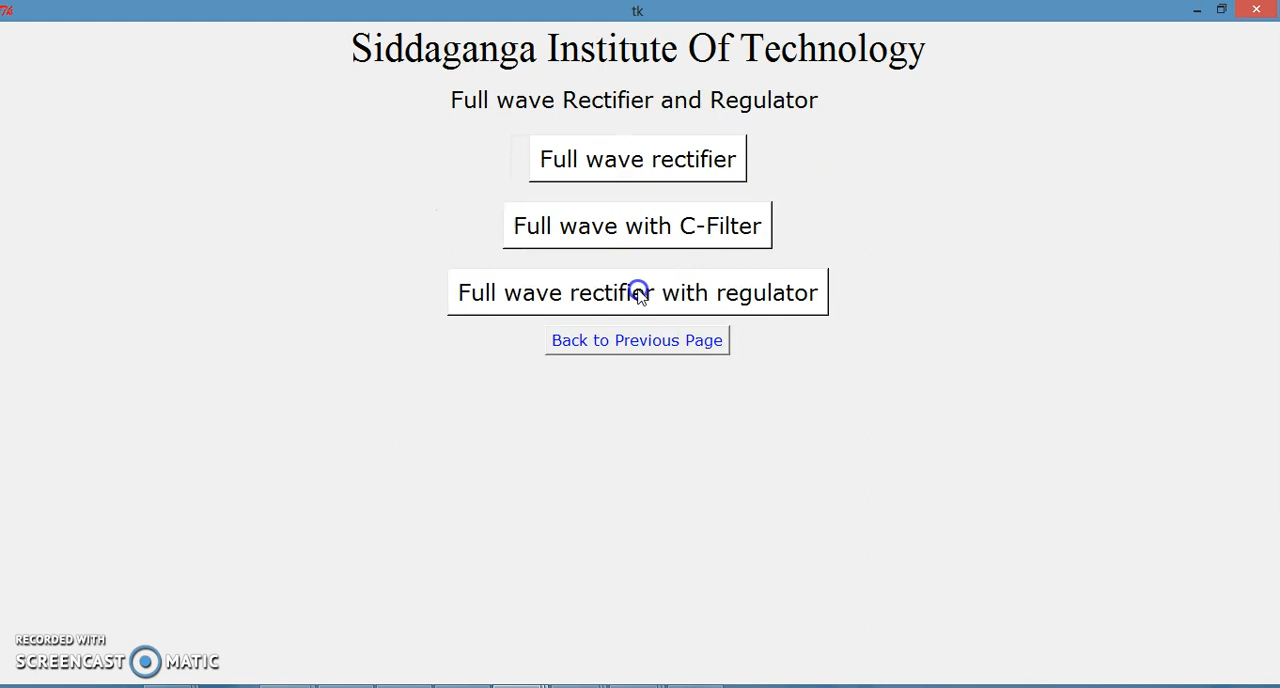 tk
Siddaganga Institute Of Technology
Full wave Rectifier and Regulator
Full wave rectifier
Full wave with C-Filter
Full wave rectifier with regulator
Back to Previous Page
RECORDED WITH
SCREENCAST MATIC